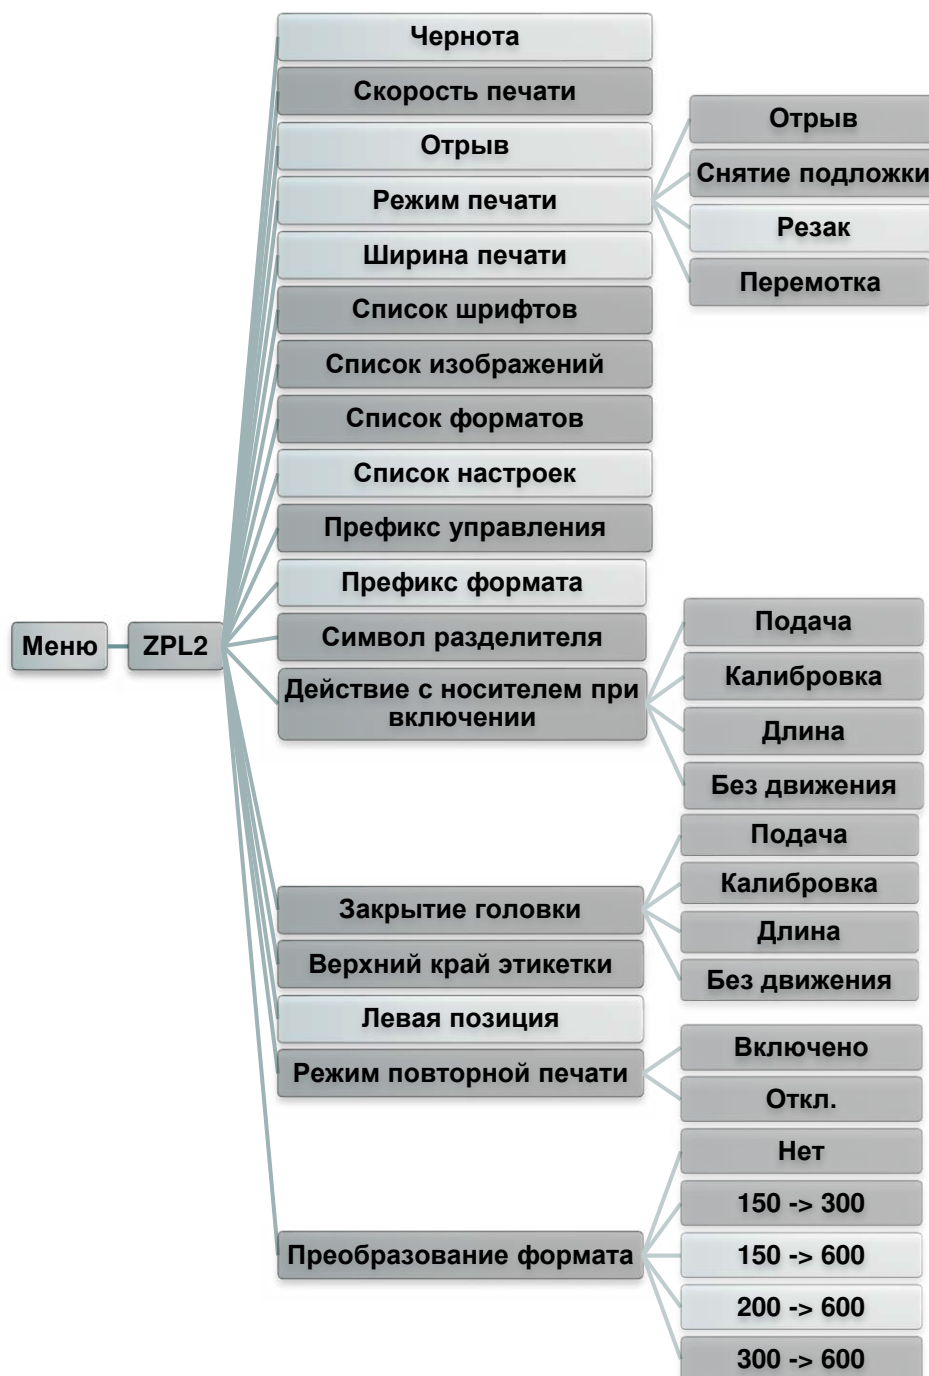 Чернота
Скорость печати
Отрыв
Режим печати
Отрыв
Снятие подложки
Резак
Перемотка
Ширина печати
Список шрифтов
Список изображений
Список форматов
Список настроек
Префикс управления
Префикс формата
Символ разделителя
Меню
ZPL2
Действие с носителем при
включении
Подача
Калибровка
Длина
Без движения
Закрытие головки
Подача
Калибровка
Длина
Без движения
Верхний край этикетки
Левая позиция
Режим повторной печати
Включено
Откл.
Преобразование формата
Нет
150 -> 300
150 -> 600
200 -> 600
300 -> 600